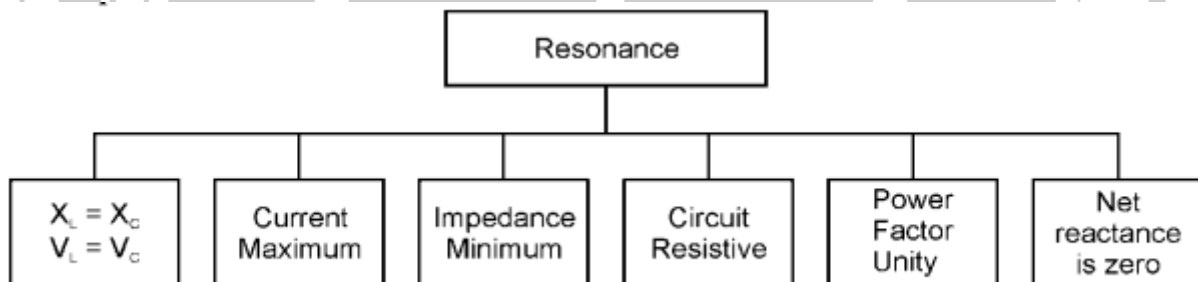 Resonance
X_L = X_C
V_L = V_C
Current
Maximum
Impedance
Minimum
Circuit
Resistive
Power
Factor
Unity
Net
reactance
is zero